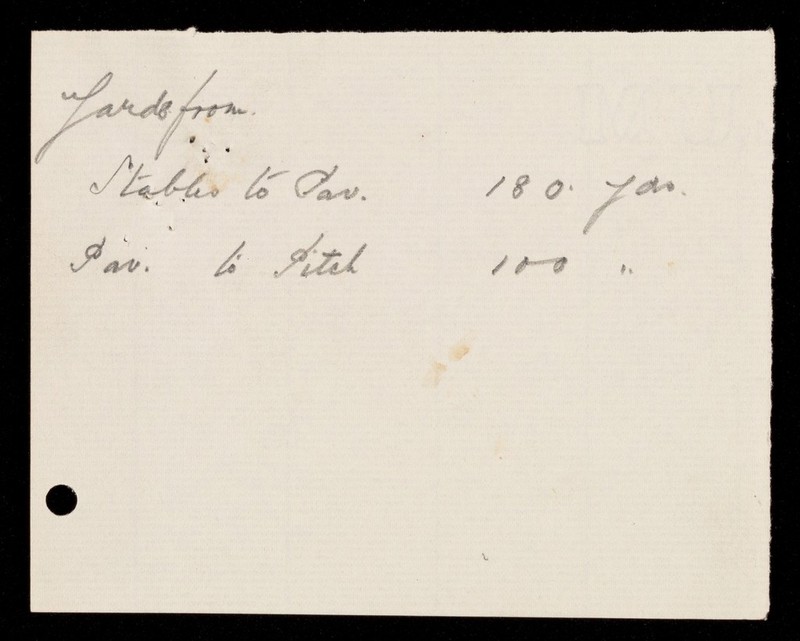 Yards from.
Stables to Pav. 180. yds.
Pav. to Pitch 100 "